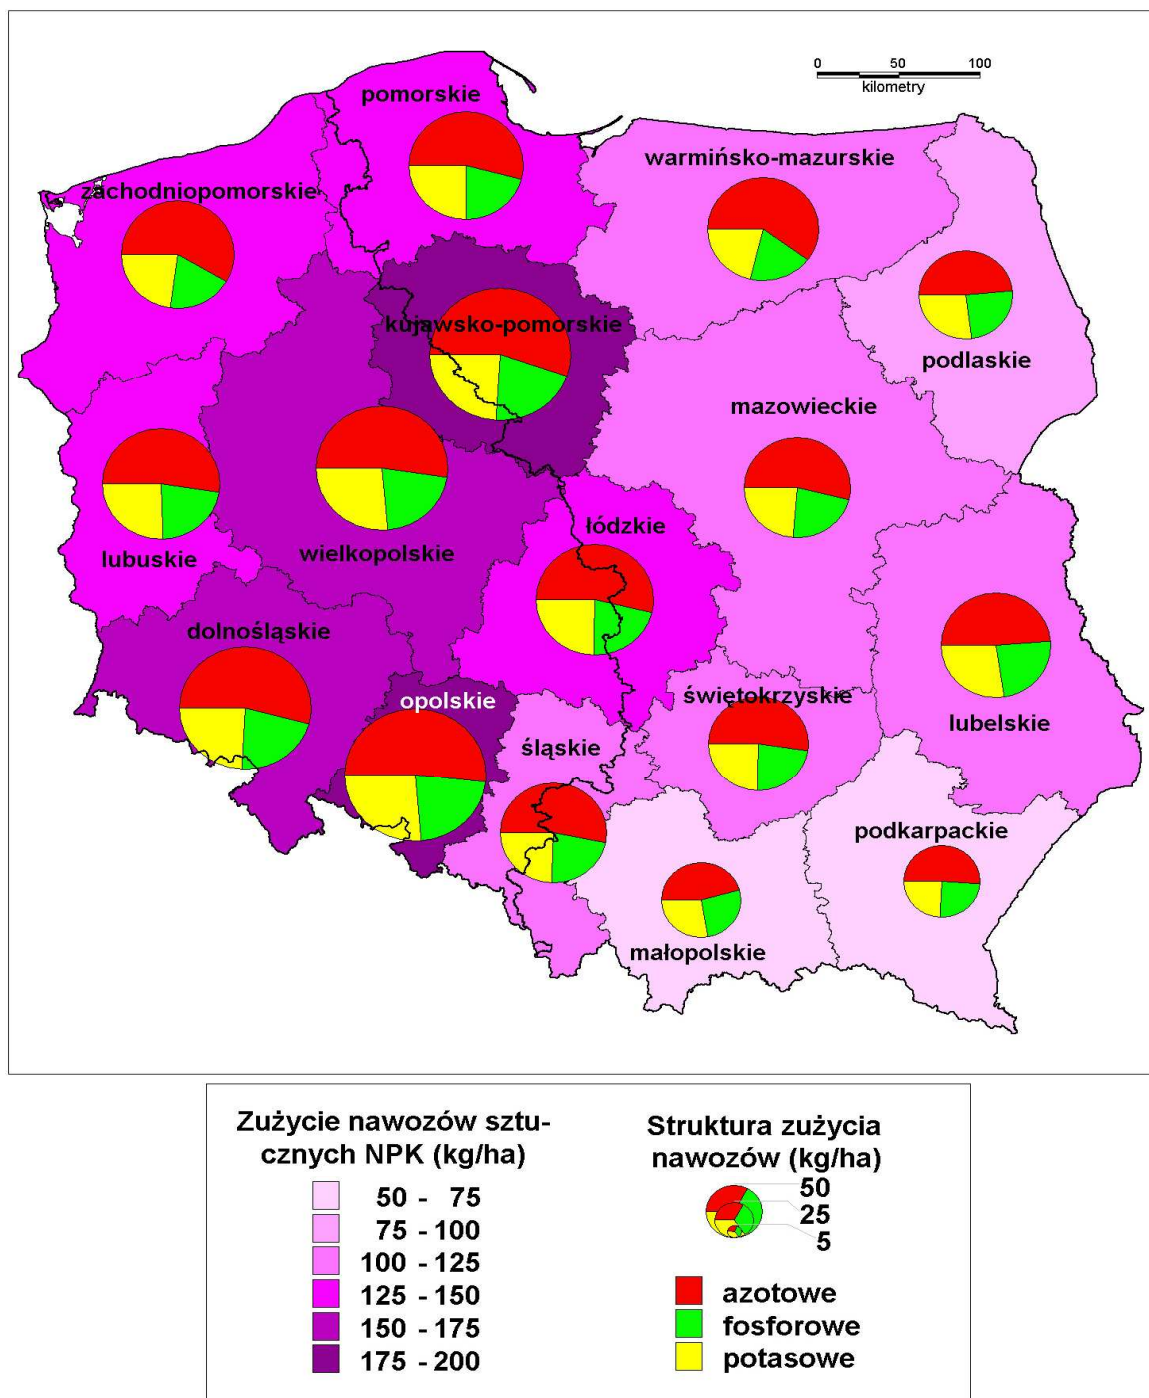 0 50 100
kilometry
pomorskie
warmińsko-mazurskie
zachodniopomorskie
kujawsko-pomorskie
podlaskie
mazowieckie
łódzkie
wielkopolskie
lubuskie
dolnośląskie
opolskie
świętokrzyskie
śląskie
lubelskie
podkarpackie
małopolskie
Zużycie nawozów sztu-
cznych NPK (kg/ha)
50 - 75
75 - 100
100 - 125
125 - 150
150 - 175
175 - 200
Struktura zużycia
nawozów (kg/ha)
50
25
5
azotowe
fosforowe
potasowe